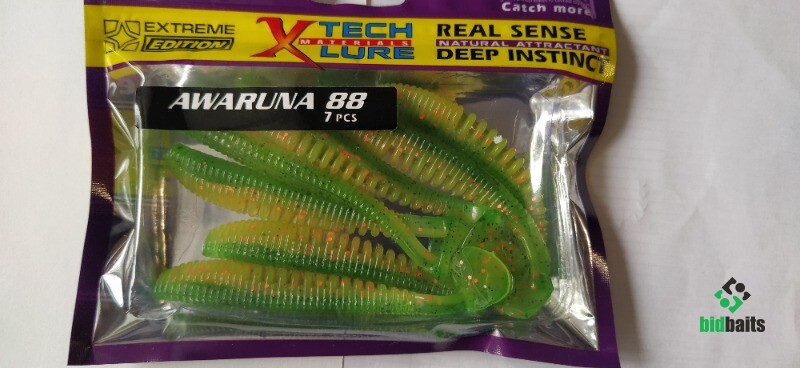 Catch more
EXTREME
EDITION
X TECH
MATERIALS
LURE
REAL SENSE
NATURAL ATTRACTANT
DEEP INSTINCT
AWARUNA 88
7 PCS
bidbaits